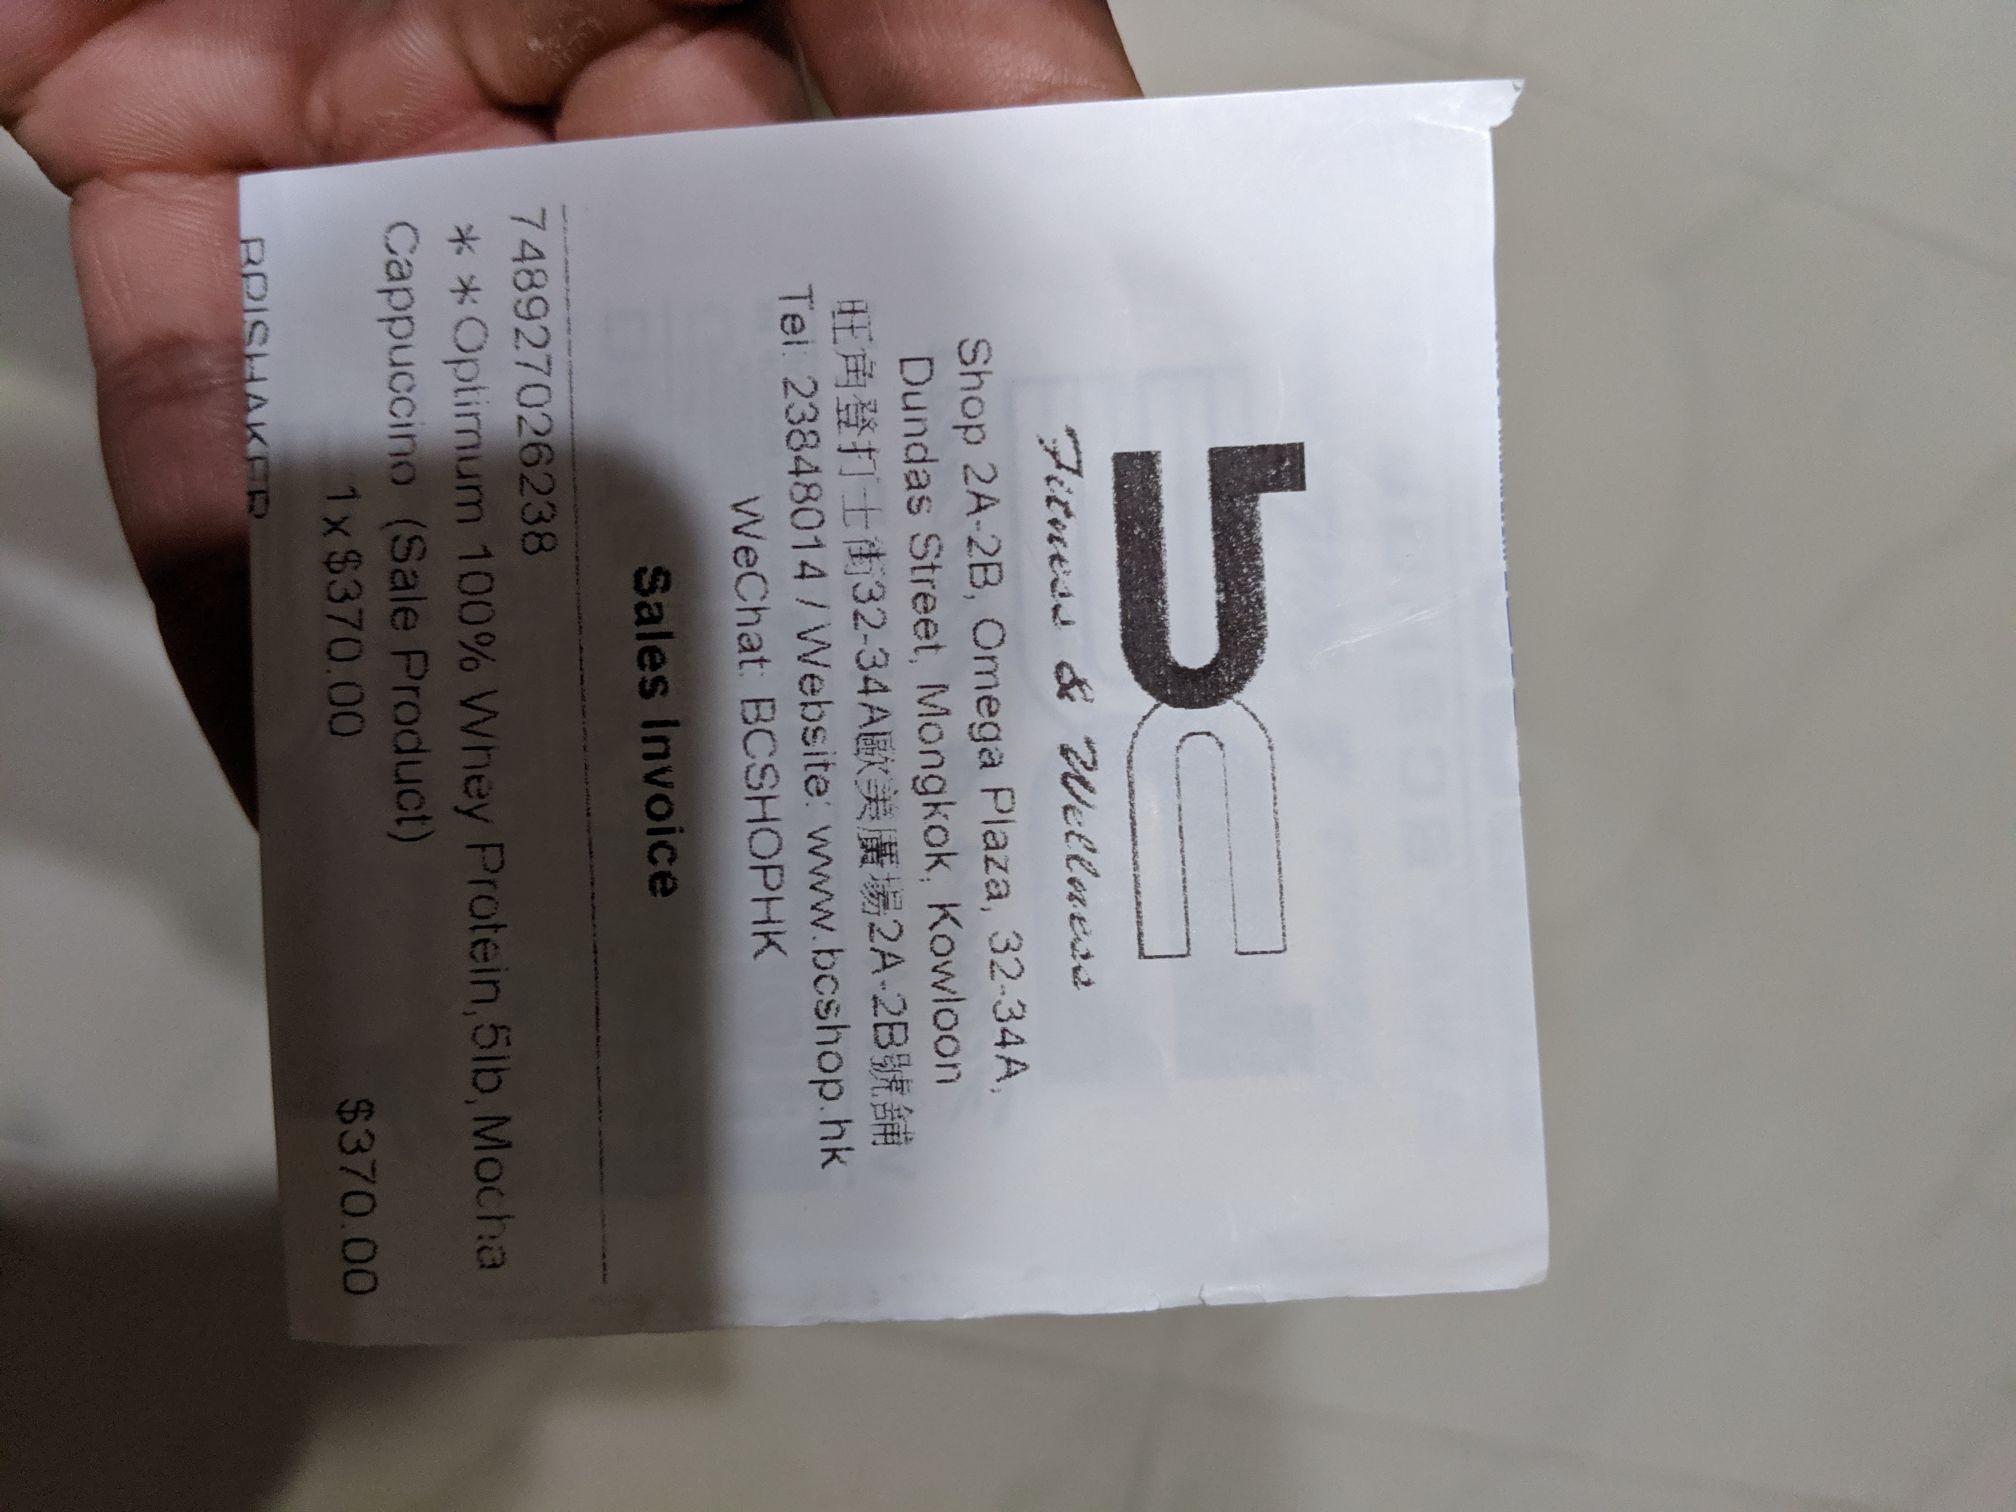 bc
Fitness & Wellness
Shop 2A-2B, Omega Plaza, 32-34A,
Dundas Street, Mongkok, Kowloon
旺角登打士街32-34A歐美廣場2A-2B號舖
Tel: 23848014 / Website: www.bcshop.hk
WeChat: BCSHOPHK
Sales Invoice
748927026238
**Optimum 100% Whey Protein,5lb,Mocha
Cappuccino (Sale Product)
1 x $370.00 $370.00